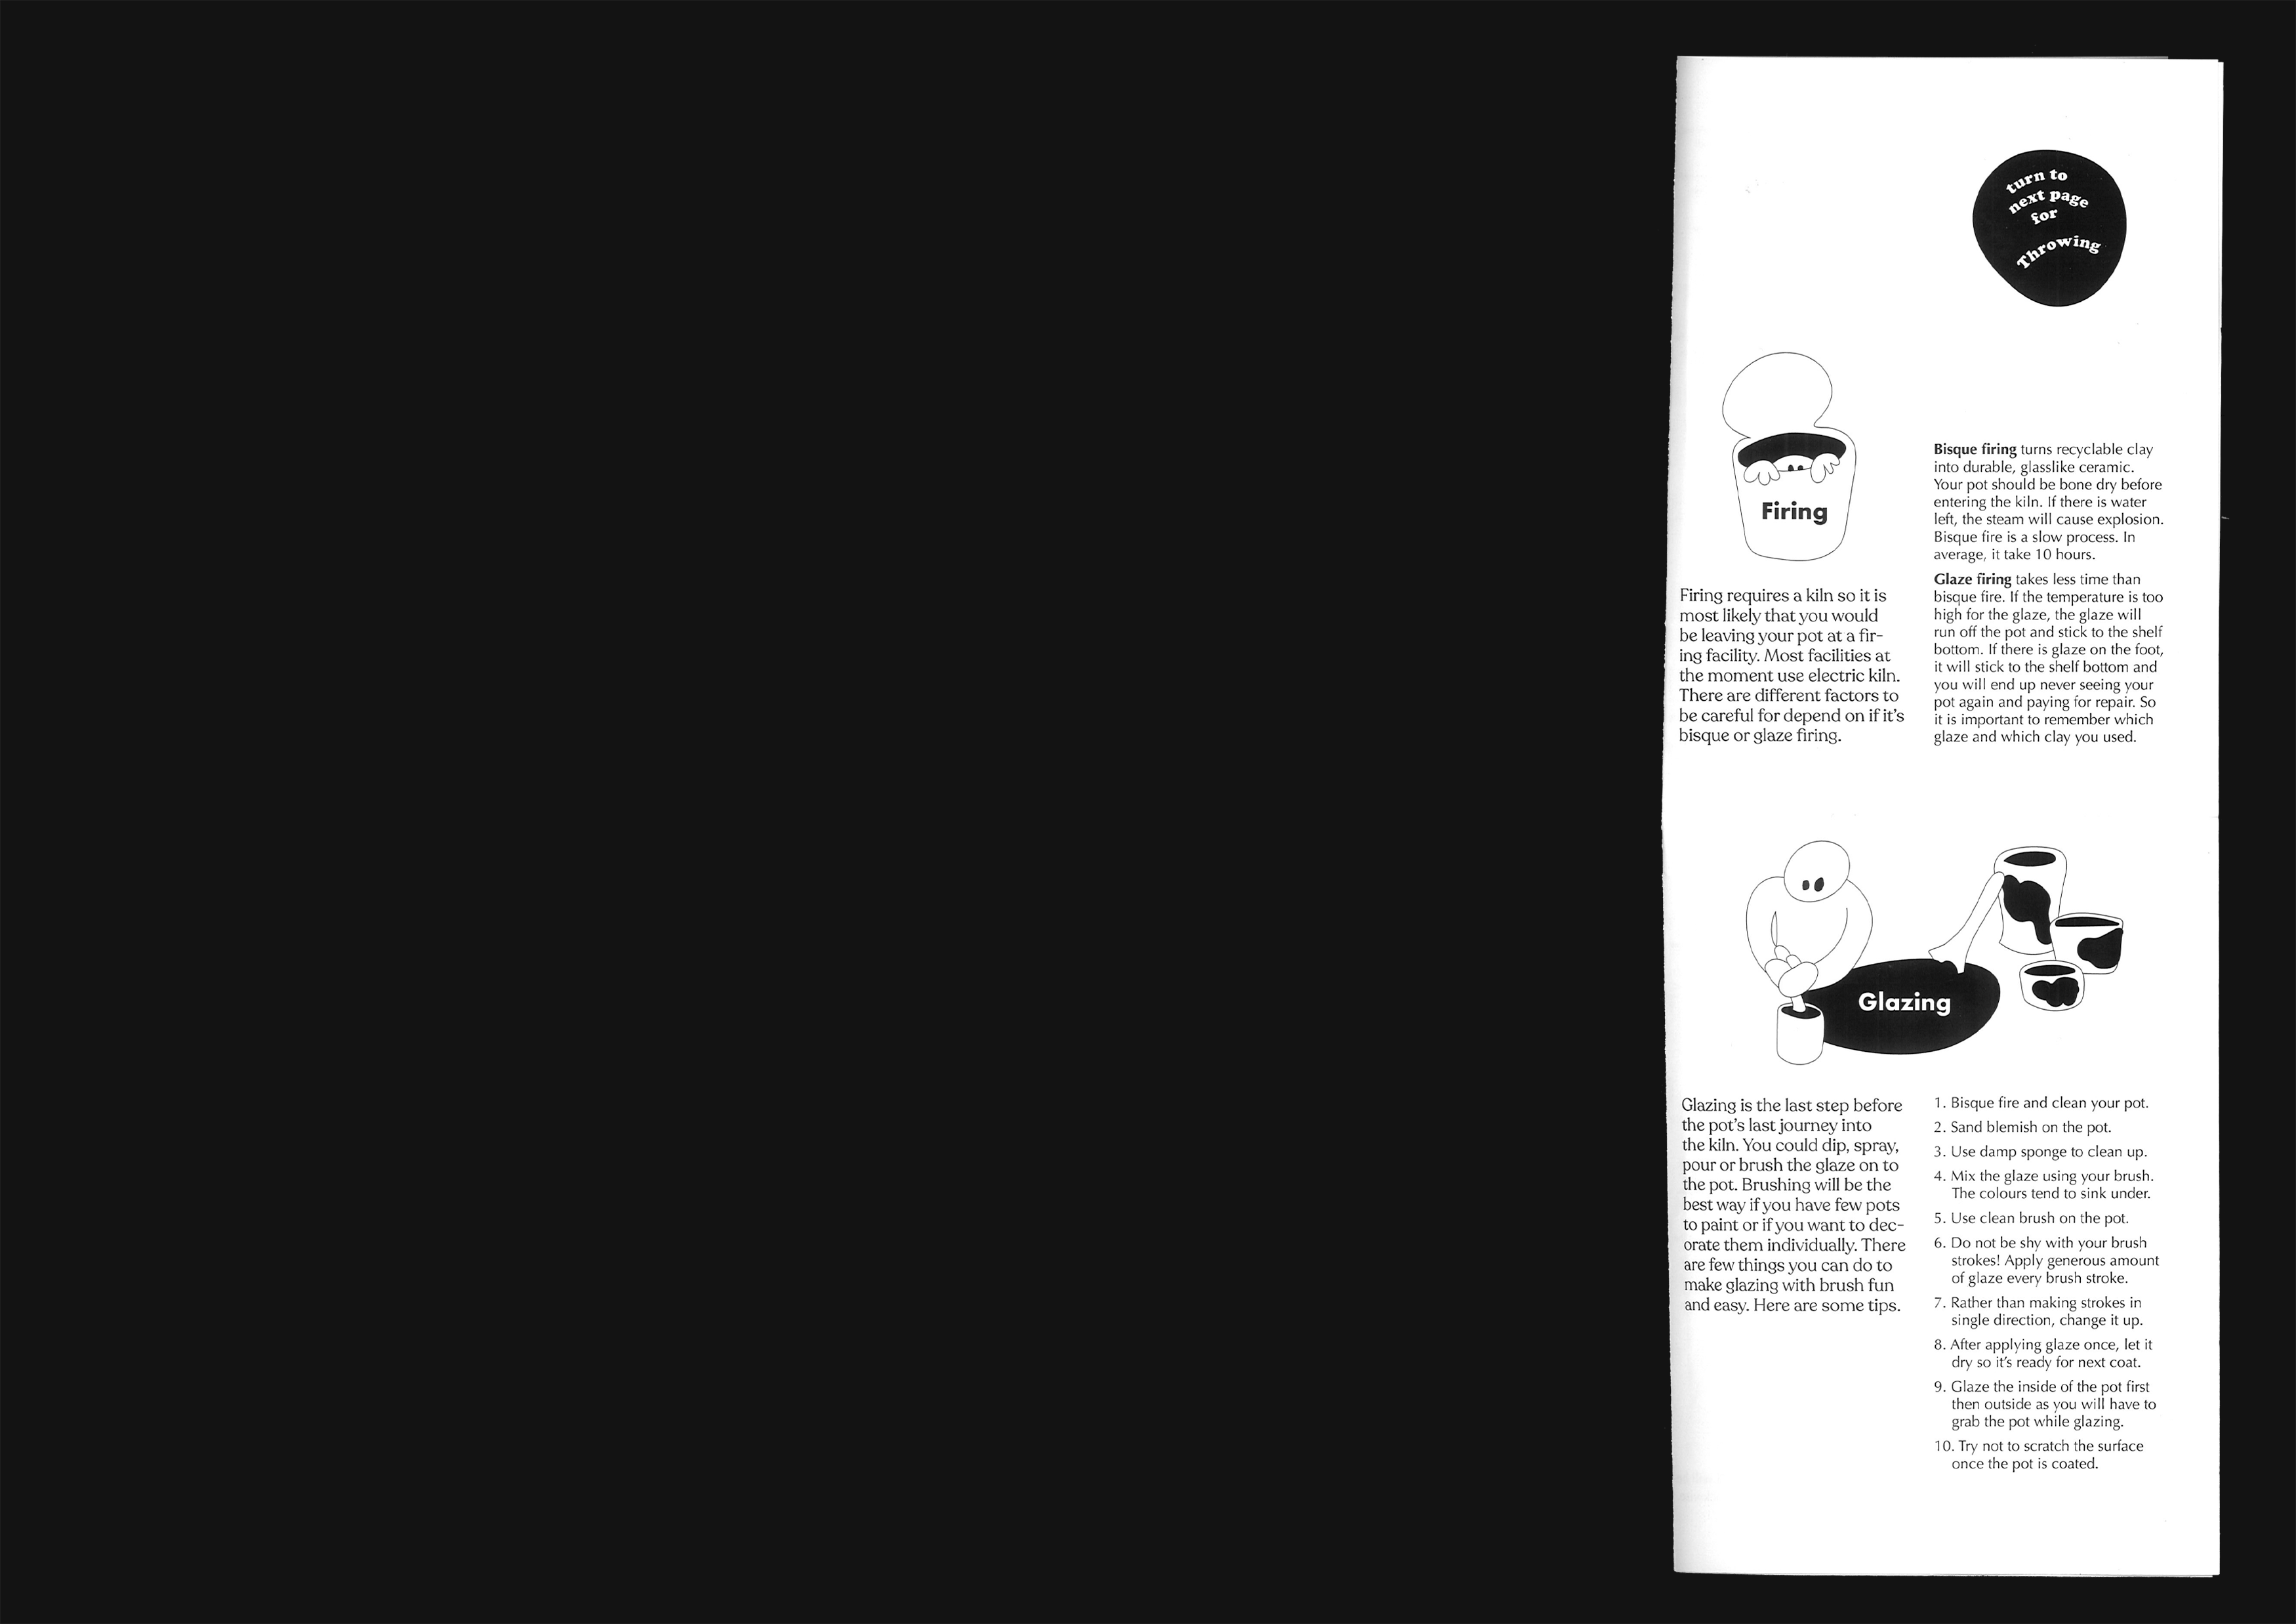 turn to
next page
for
Throwing
Firing
Firing requires a kiln so it is
most likely that you would
be leaving your pot at a fir-
ing facility. Most facilities at
the moment use electric kiln.
There are different factors to
be careful for depend on if it's
bisque or glaze firing.
Bisque firing turns recyclable clay
into durable, glasslike ceramic.
Your pot should be bone dry before
entering the kiln. If there is water
left, the steam will cause explosion.
Bisque fire is a slow process. In
average, it take 10 hours.
Glaze firing takes less time than
bisque fire. If the temperature is too
high for the glaze, the glaze will
run off the pot and stick to the shelf
bottom. If there is glaze on the foot,
it will stick to the shelf bottom and
you will end up never seeing your
pot again and paying for repair. So
it is important to remember which
glaze and which clay you used.
Glazing
Glazing is the last step before
the pot's last journey into
the kiln. You could dip, spray,
pour or brush the glaze on to
the pot. Brushing will be the
best way if you have few pots
to paint or if you want to dec-
orate them individually. There
are few things you can do to
make glazing with brush fun
and easy. Here are some tips.
1. Bisque fire and clean your pot.
2. Sand blemish on the pot.
3. Use damp sponge to clean up.
4. Mix the glaze using your brush.
The colours tend to sink under.
5. Use clean brush on the pot.
6. Do not be shy with your brush
strokes! Apply generous amount
of glaze every brush stroke.
7. Rather than making strokes in
single direction, change it up.
8. After applying glaze once, let it
dry so it's ready for next coat.
9. Glaze the inside of the pot first
then outside as you will have to
grab the pot while glazing.
10. Try not to scratch the surface
once the pot is coated.